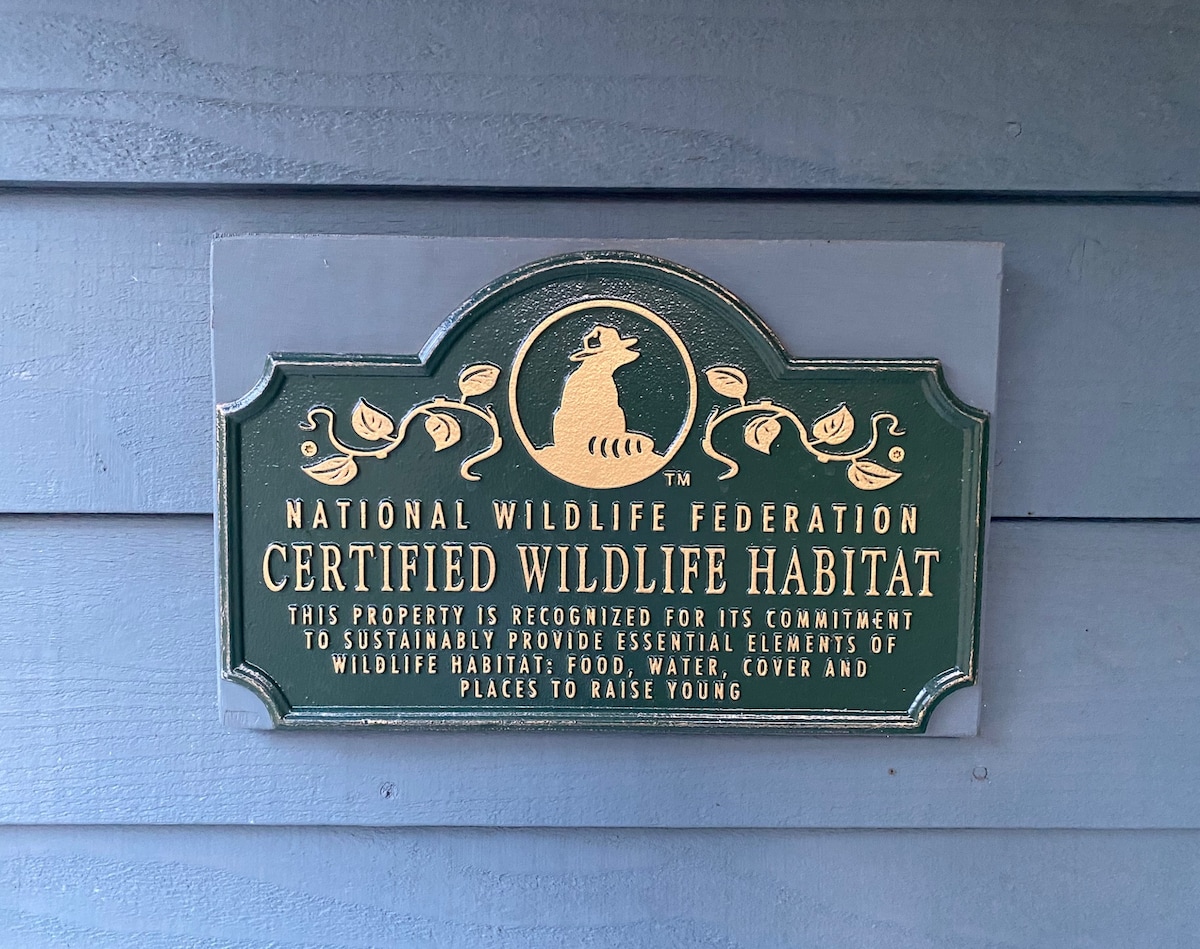 TM
NATIONAL WILDLIFE FEDERATION
CERTIFIED WILDLIFE HABITAT
THIS PROPERTY IS RECOGNIZED FOR ITS COMMITMENT
TO SUSTAINABLY PROVIDE ESSENTIAL ELEMENTS OF
WILDLIFE HABITAT: FOOD, WATER, COVER AND
PLACES TO RAISE YOUNG